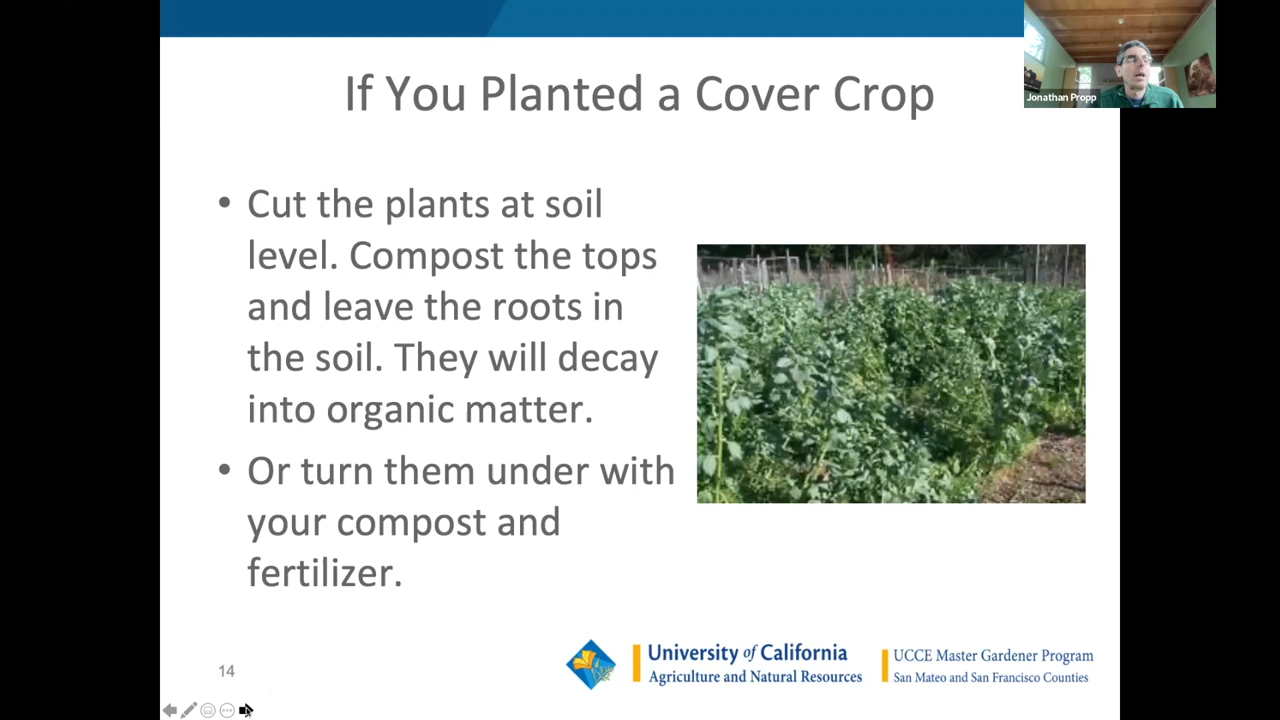 If You Planted a Cover Crop
Jonathan Propp
• Cut the plants at soil
level. Compost the tops
and leave the roots in
the soil. They will decay
into organic matter.
• Or turn them under with
your compost and
fertilizer.
14
University of California
Agriculture and Natural Resources
UCCE Master Gardener Program
San Mateo and San Francisco Counties